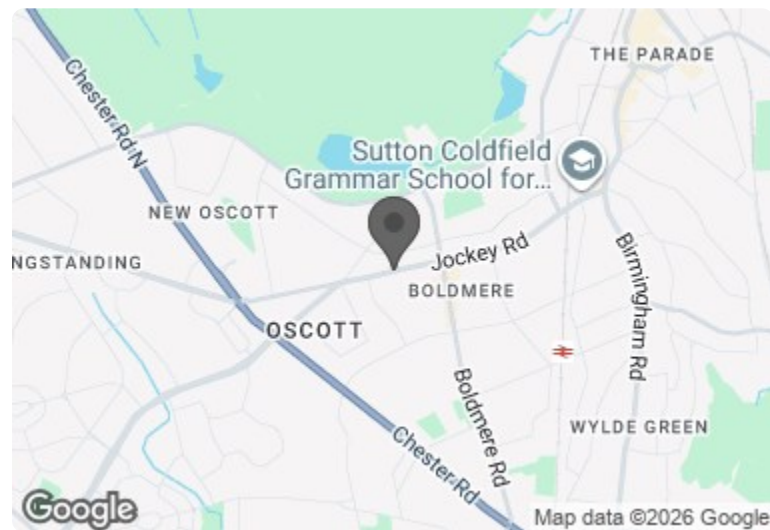 THE PARADE
Chester Rd N
Sutton Coldfield
Grammar School for...
NEW OSCOTT
NGSTANDING
Jockey Rd
BOLDMERE
Birmingham Rd
OSCOTT
Boldmere Rd
WYLDE GREEN
Chester Rd
Google
Map data ©2026 Google